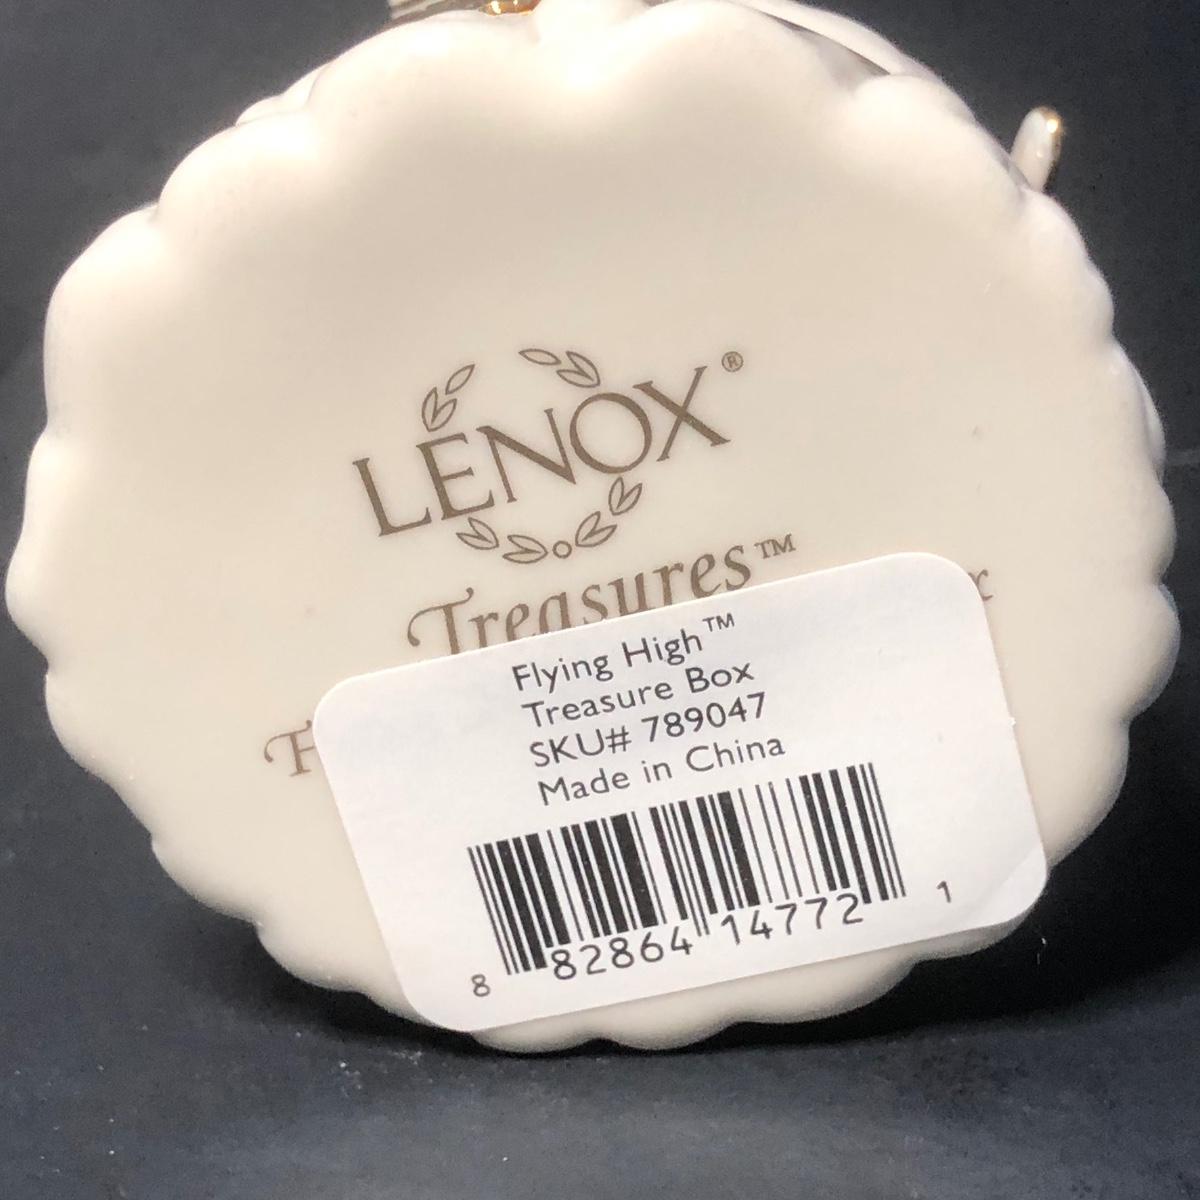 LENOX®
Treasures™
Flying High™
Treasure Box
SKU# 789047
Made in China
8 82864 14772 1